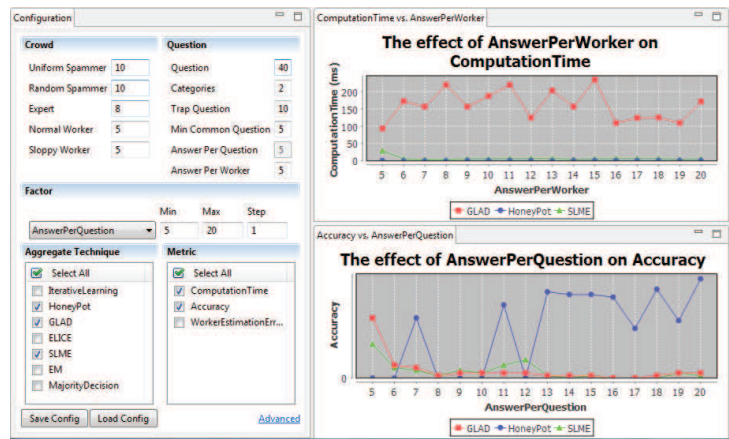 Configuration
Crowd
Uniform Spammer 10
Random Spammer 10
Expert 8
Normal Worker 5
Sloppy Worker 5
Question
Question 40
Categories 2
Trap Question 10
Min Common Question 5
Answer Per Question 5
Answer Per Worker 5
Factor
Min Max Step
AnswerPerQuestion 5 20 1
Aggregate Technique
Select All
IterativeLearning
HoneyPot
GLAD
ELICE
SLME
EM
MajorityDecision
Metric
Select All
ComputationTime
Accuracy
WorkerEstimationErr...
Save Config Load Config Advanced
ComputationTime vs. AnswerPerWorker
The effect of AnswerPerWorker on
ComputationTime
ComputationTime (ms)
200
150
100
50
0
5 6 7 8 9 10 11 12 13 14 15 16 17 18 19 20
AnswerPerWorker
GLAD HoneyPot SLME
Accuracy vs. AnswerPerQuestion
The effect of AnswerPerQuestion on Accuracy
Accuracy
0
5 6 7 8 9 10 11 12 13 14 15 16 17 18 19 20
AnswerPerQuestion
GLAD HoneyPot SLME